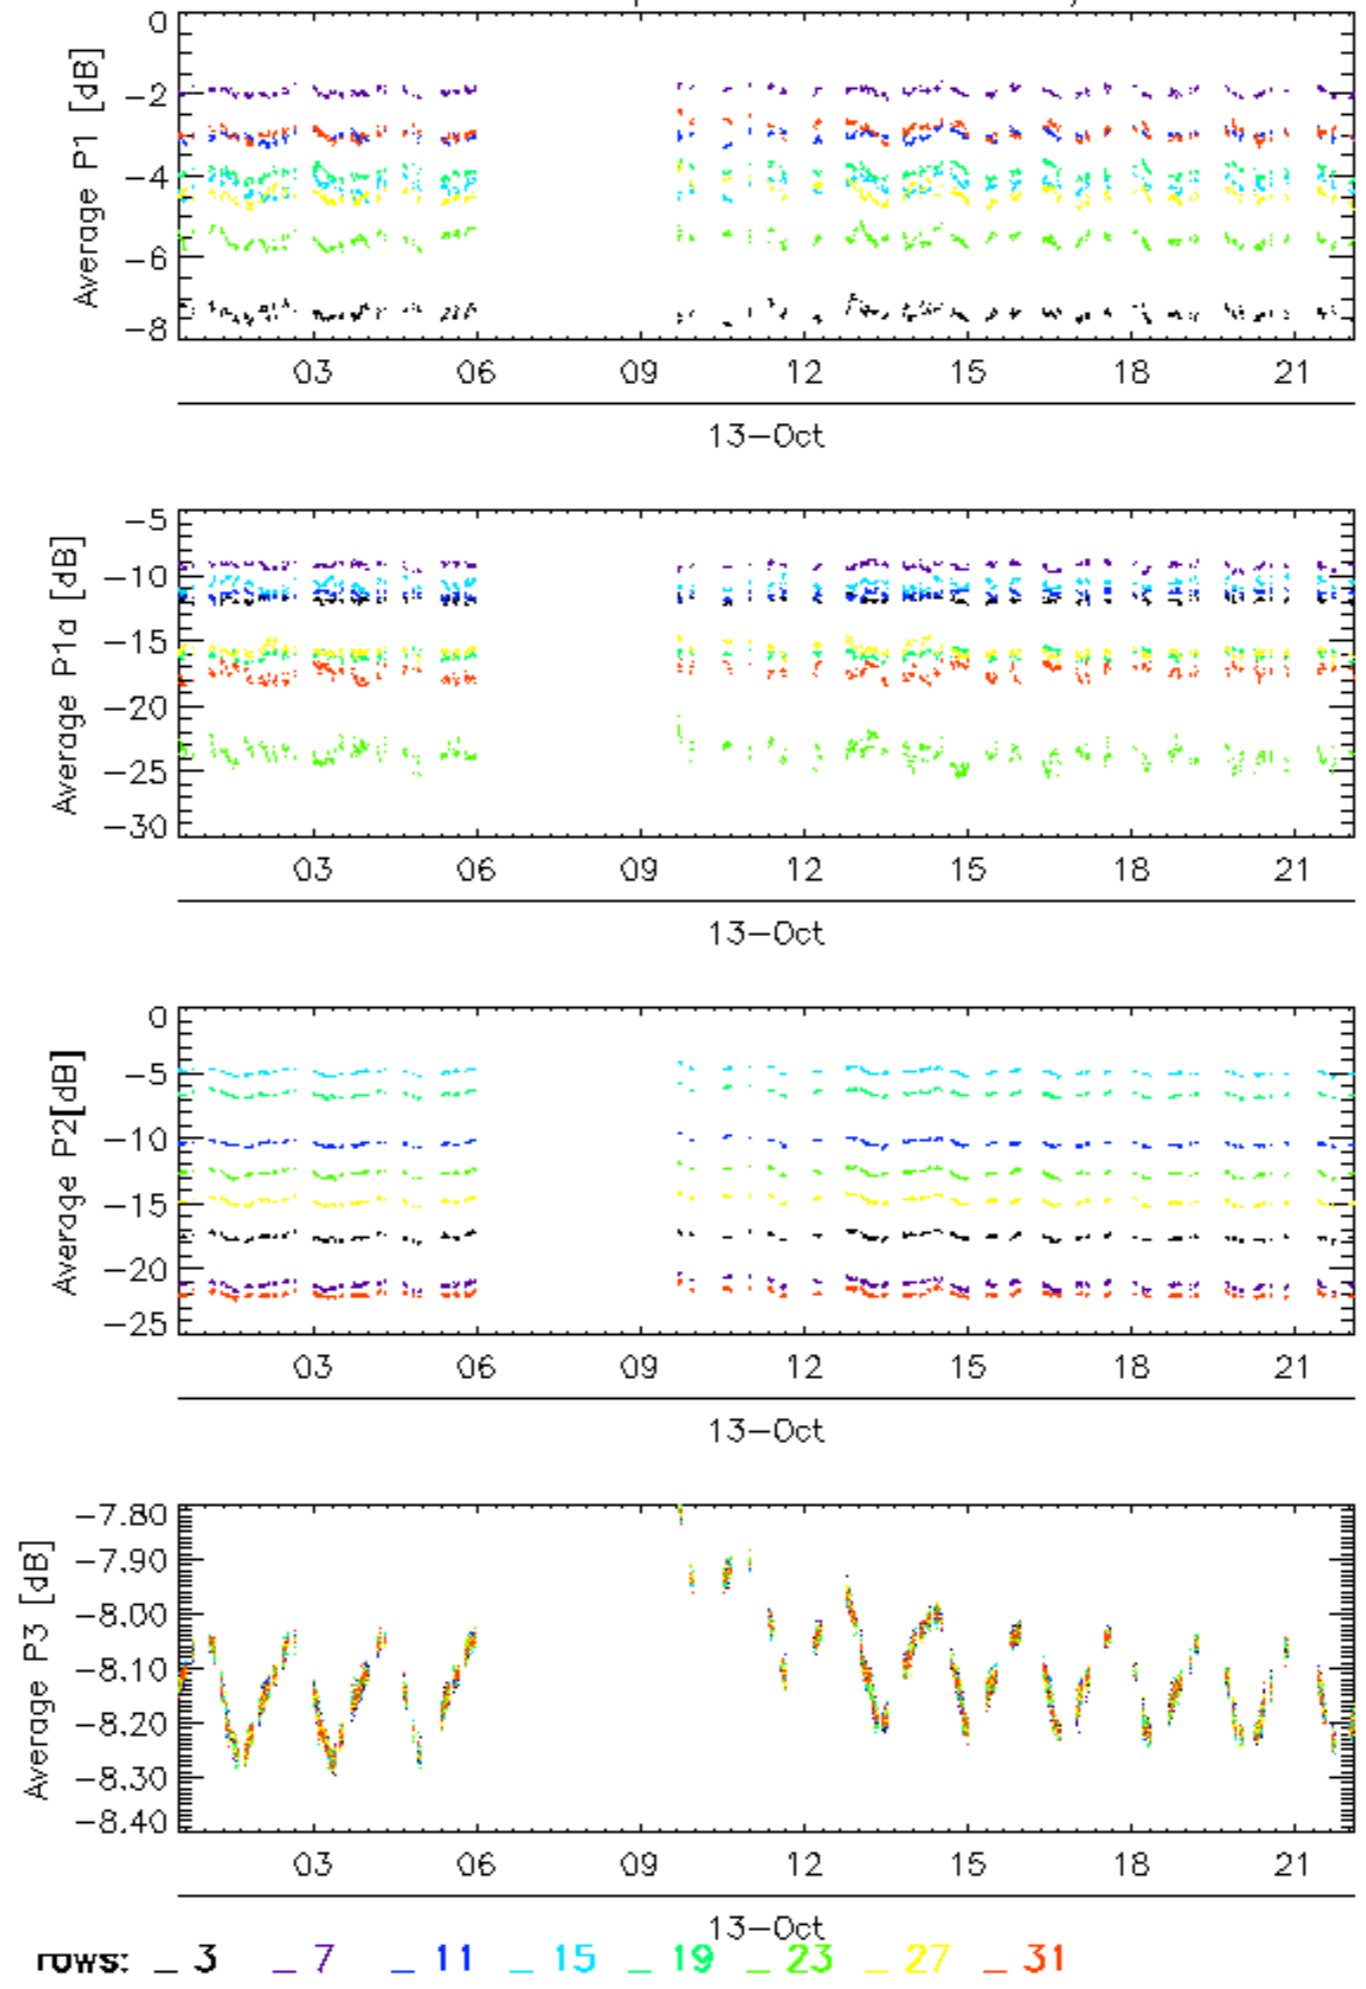 0
-2
-4
-6
-8
Average P1 [dB]
03 06 09 12 15 18 21
13-Oct
-5
-10
-15
-20
-25
-30
Average P1a [dB]
03 06 09 12 15 18 21
13-Oct
0
-5
-10
-15
-20
-25
Average P2[dB]
03 06 09 12 15 18 21
13-Oct
-7.80
-7.90
-8.00
-8.10
-8.20
-8.30
-8.40
Average P3 [dB]
03 06 09 12 15 18 21
13-Oct
rows: _ 3 _ 7 _ 11 _ 15 _ 19 _ 23 _ 27 _ 31